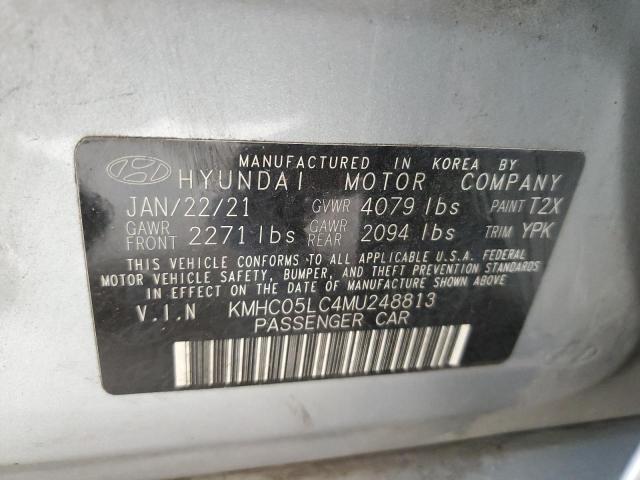 MANUFACTURED IN KOREA BY
HYUNDAI MOTOR COMPANY
JAN/22/21 GVWR 4079 lbs PAINT T2X
GAWR FRONT 2271 lbs GAWR REAR 2094 lbs TRIM YPK
THIS VEHICLE CONFORMS TO ALL APPLICABLE U.S.A. FEDERAL
MOTOR VEHICLE SAFETY, BUMPER, AND THEFT PREVENTION STANDARDS
IN EFFECT ON THE DATE OF MANUFACTURE SHOWN ABOVE
V.I.N KMHC05LC4MU248813
PASSENGER CAR